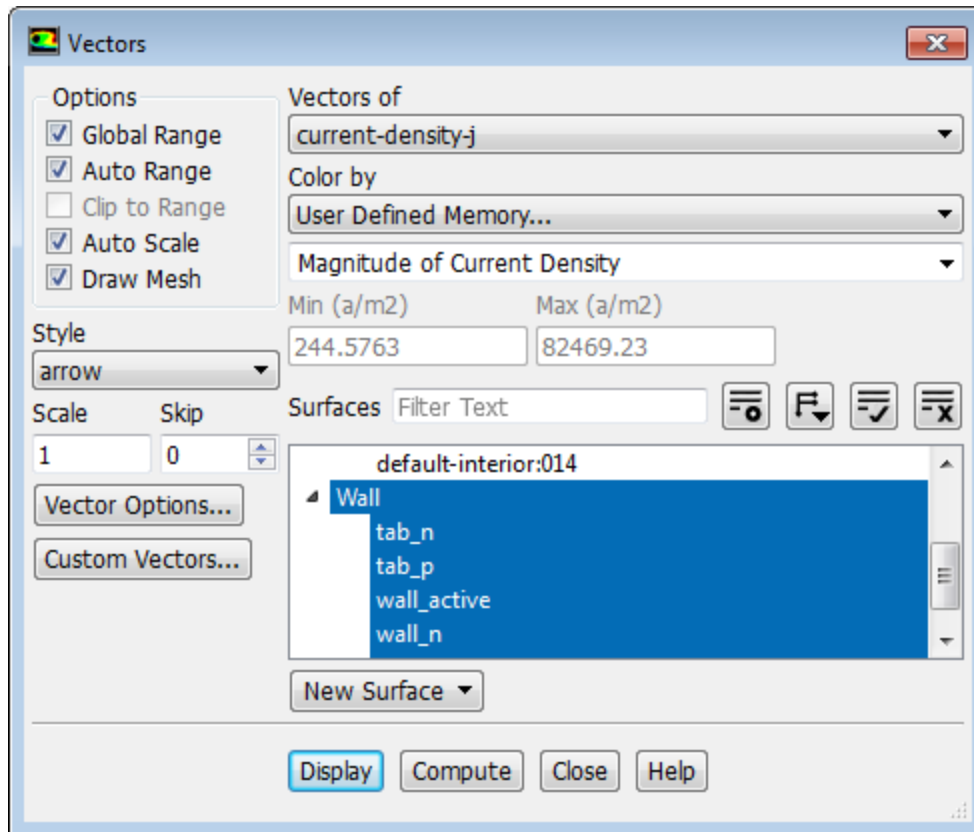 Vectors
Options
Global Range
Auto Range
Clip to Range
Auto Scale
Draw Mesh
Style
arrow
Scale Skip
1 0
Vector Options...
Custom Vectors...
Vectors of
current-density-j
Color by
User Defined Memory...
Magnitude of Current Density
Min (a/m2) Max (a/m2)
244.5763 82469.23
Surfaces Filter Text
default-interior:014
Wall
tab_n
tab_p
wall_active
wall_n
New Surface
Display Compute Close Help